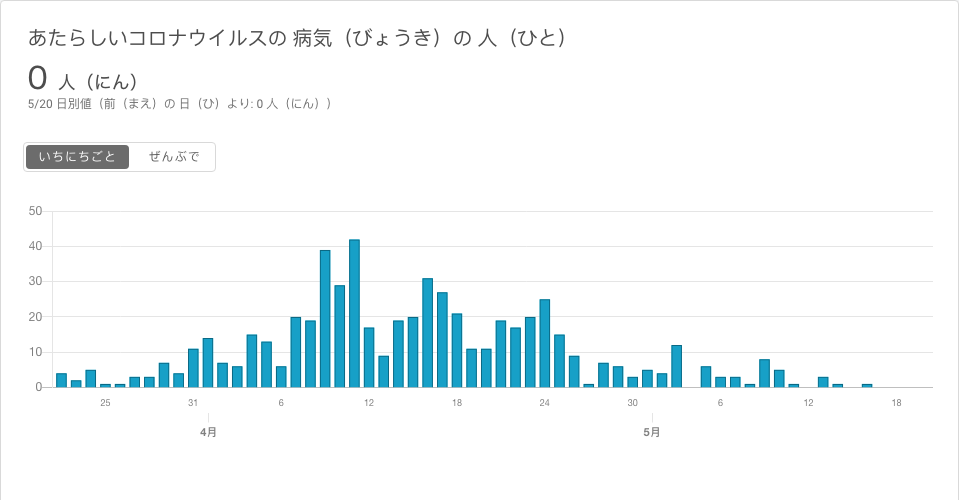 あたらしいコロナウイルスの 病気（びょうき）の 人（ひと）
0 人（にん）
5/20 日別値（前（まえ）の 日（ひ）より: 0 人（にん））
いちにちごと ぜんぶで
50
40
30
20
10
0
25 31 6 12 18 24 30 6 12 18
4月 5月